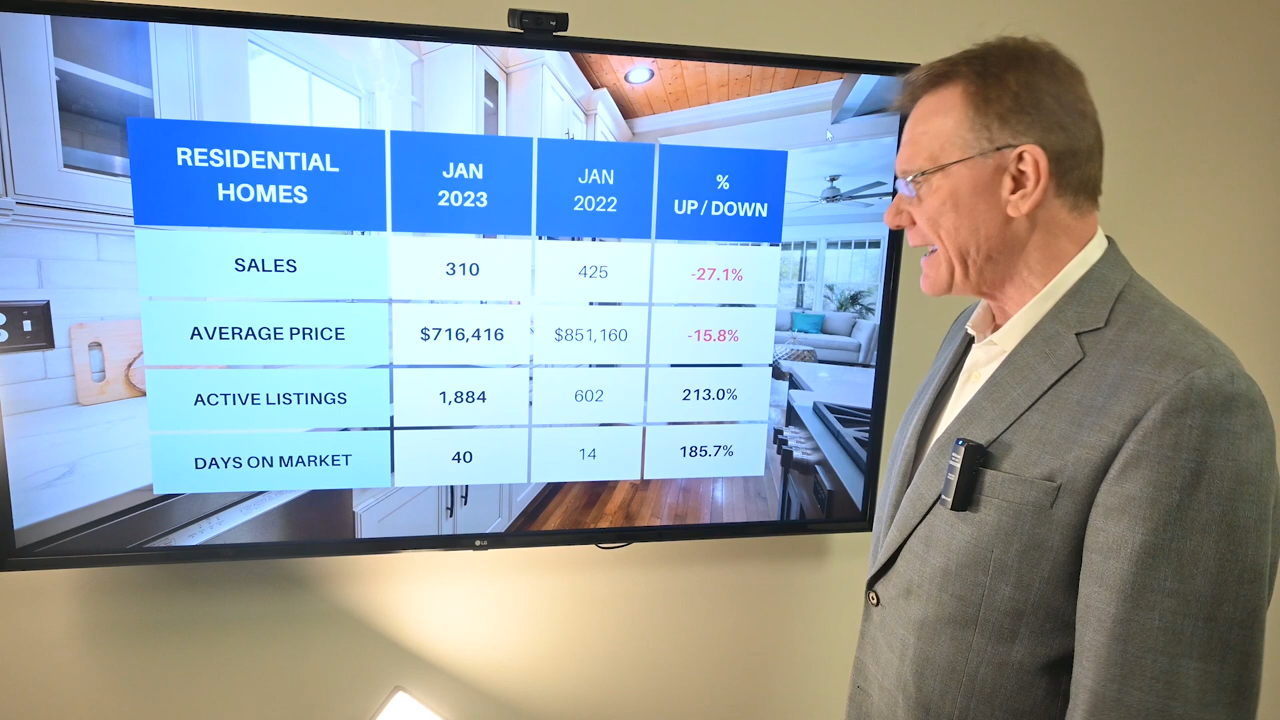 RESIDENTIAL
HOMES
JAN
2023
JAN
2022
%
UP / DOWN
SALES
310
425
-27.1%
AVERAGE PRICE
$716,416
$851,160
-15.8%
ACTIVE LISTINGS
1,884
602
213.0%
DAYS ON MARKET
40
14
185.7%
LG